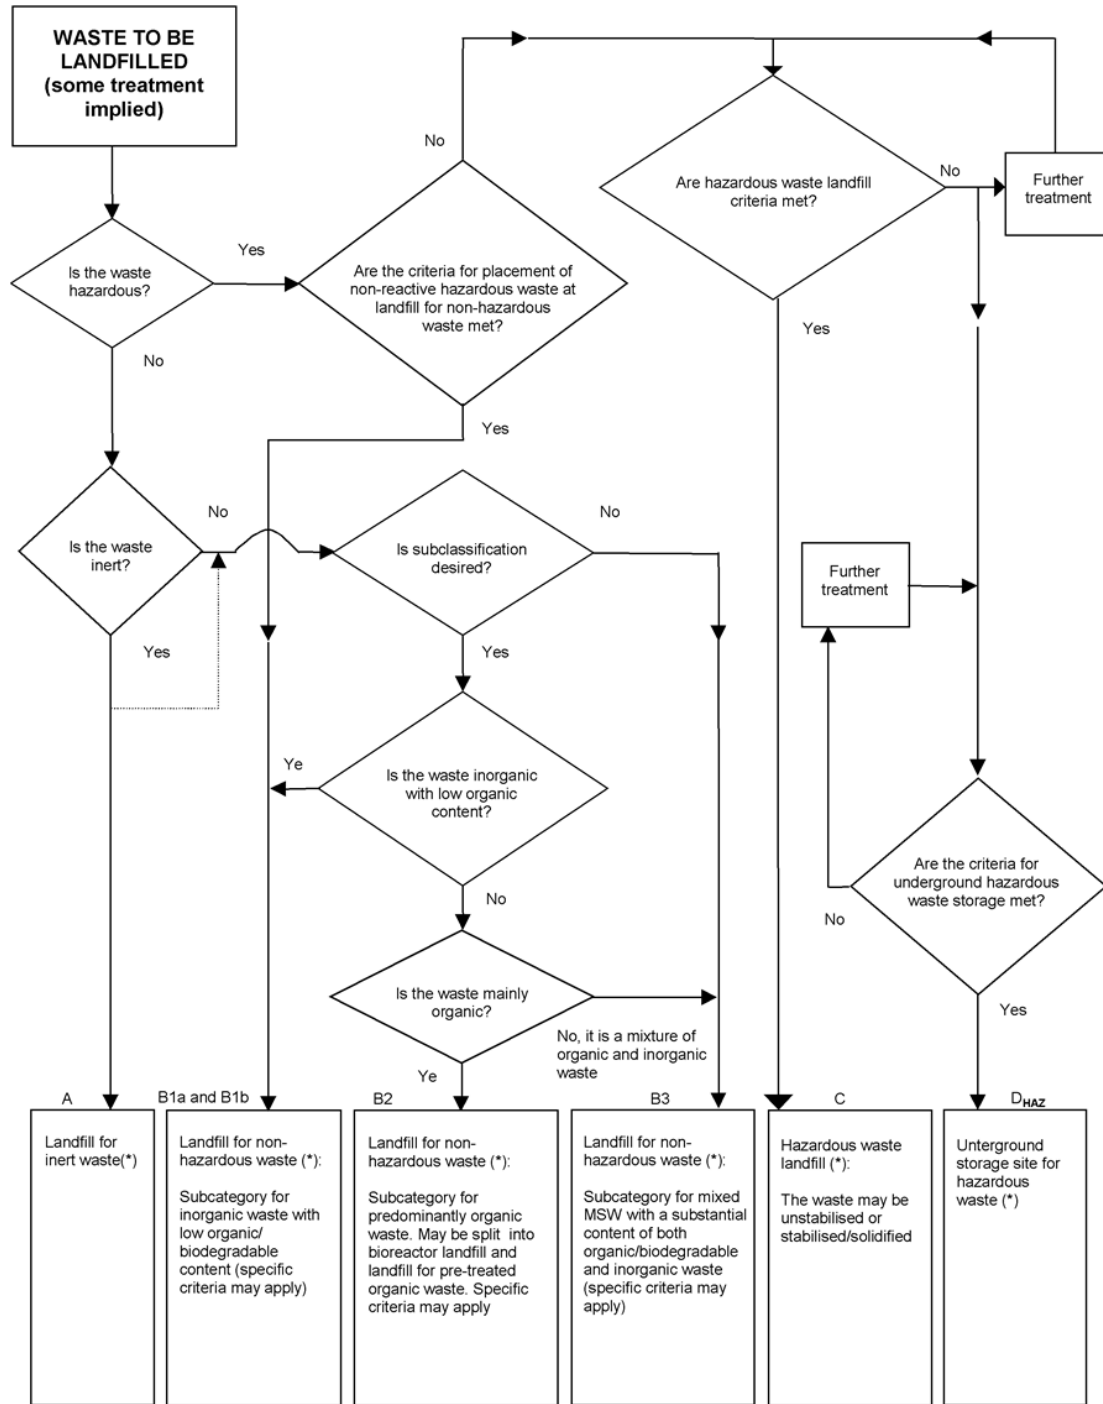 WASTE TO BE
LANDFILLED
(some treatment
implied)
No
Are hazardous waste landfill
criteria met?
No
Further
treatment
Is the waste
hazardous?
Yes
Are the criteria for placement of
non-reactive hazardous waste at
landfill for non-hazardous
waste met?
Yes
No
Yes
Is the waste
inert?
No
Is subclassification
desired?
No
Further
treatment
Yes
Yes
Ye
Is the waste inorganic
with low organic
content?
No
Are the criteria for
underground hazardous
waste storage met?
No
Is the waste mainly
organic?
Yes
No, it is a mixture of
organic and inorganic
waste
Ye
A
B1a and B1b
B2
B3
C
DHAZ
Landfill for
inert waste(*)
Landfill for non-
hazardous waste (*):
Subcategory for
inorganic waste with
low organic/
biodegradable
content (specific
criteria may apply)
Landfill for non-
hazardous waste (*):
Subcategory for
predominantly organic
waste. May be split into
bioreactor landfill and
landfill for pre-treated
organic waste. Specific
criteria may apply
Landfill for non-
hazardous waste (*):
Subcategory for mixed
MSW with a substantial
content of both
organic/biodegradable
and inorganic waste
(specific criteria may
apply)
Hazardous waste
landfill (*):
The waste may be
unstabilised or
stabilised/solidified
Unterground
storage site for
hazardous
waste (*)